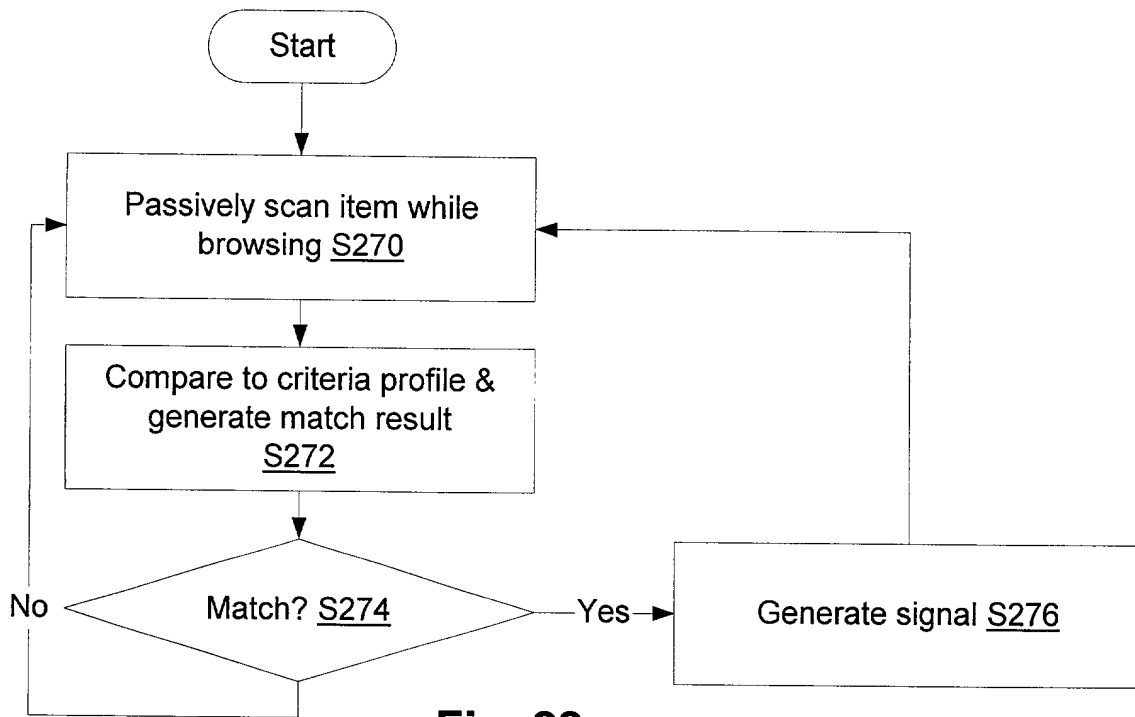 Start
Passively scan item while
browsing S270
Compare to criteria profile &
generate match result
S272
Match? S274
No
Yes
Generate signal S276